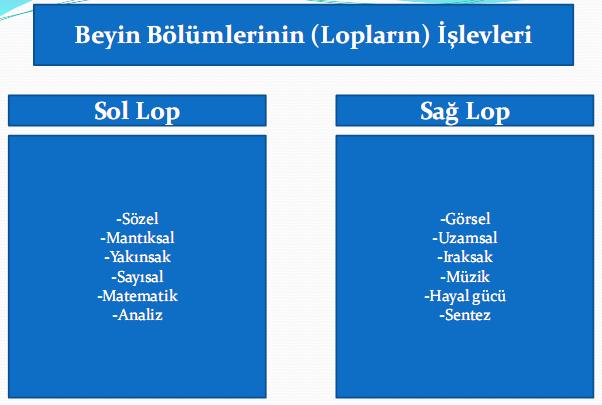 Beyin Bölümlerinin (Lopların) İşlevleri
Sol Lop
-Sözel
-Mantıksal
-Yakınsak
-Sayısal
-Matematik
-Analiz
Sağ Lop
-Görsel
-Uzamsal
-Iraksak
-Müzik
-Hayal gücü
-Sentez